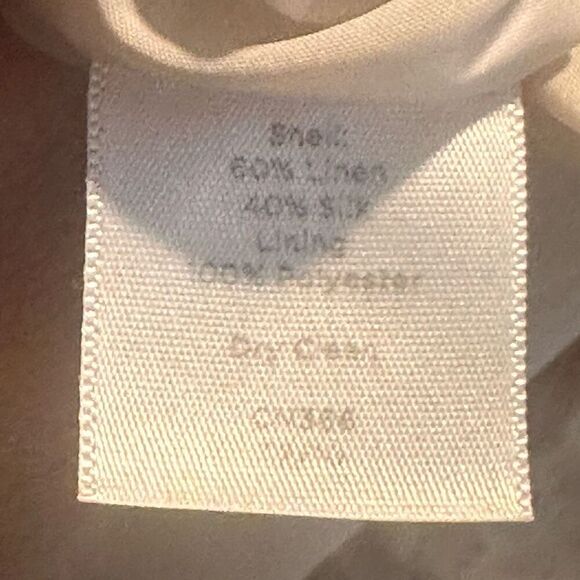 Shell:
60% Linen
40% Silk
Lining
100% Polyester
Dry Clean